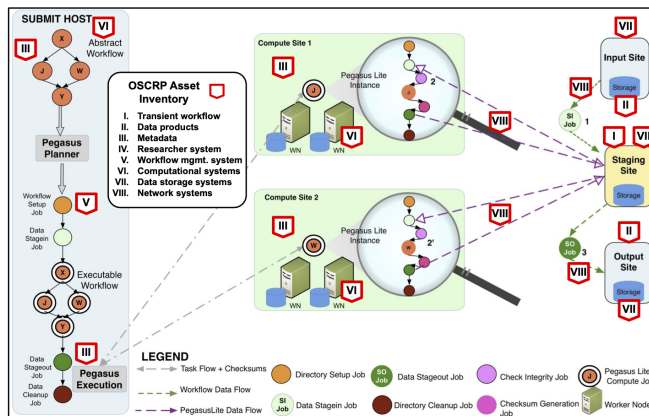 SUBMIT HOST
VI
III
X
Abstract
Workflow
J
W
Y
Pegasus
Planner
Workflow
Setup
Job
V
Data
Stagein
Job
X
Executable
Workflow
J
W
Y
III
Data
Stageout
Job
Data
Cleanup
Job
Pegasus
Execution
OSCRP Asset
Inventory
I. Transient workflow
II. Data products
III. Metadata
IV. Researcher system
V. Workflow mgmt. system
VI. Computational systems
VII. Data storage systems
VIII. Network systems
Compute Site 1
III
Pegasus Lite
Instance
J
WN
WN
VI
2
J
VIII
Compute Site 2
III
Pegasus Lite
Instance
W
WN
WN
VI
2'
W
VIII
VII
Input Site
Storage
VIII
II
SI
Job
1
I
VII
VIII
Staging
Site
Storage
SO
Job
3
VIII
II
Output
Site
Storage
VII
LEGEND
Task Flow + Checksums
Workflow Data Flow
PegasusLite Data Flow
Directory Setup Job
SI
Job
Data Stagein Job
SO
Job
Data Stageout Job
Directory Cleanup Job
Check Integrity Job
Checksum Generation
Job
J
Pegasus Lite
Compute Job
Worker Node